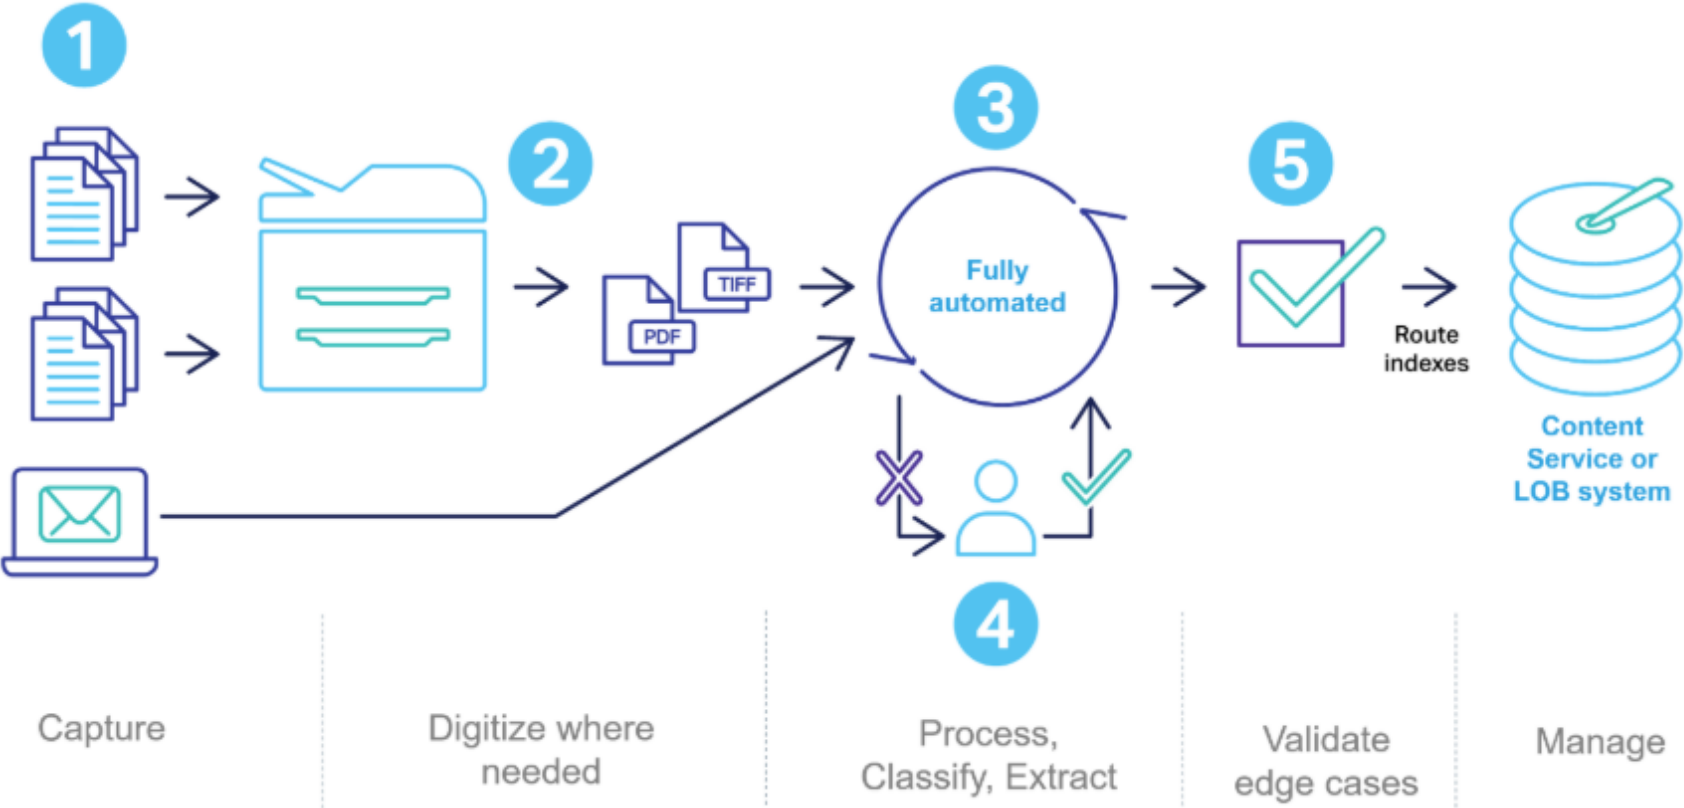 1
2
3
5
TIFF
PDF
Fully
automated
Route
indexes
Content
Service or
LOB system
4
Capture
Digitize where
needed
Process,
Classify, Extract
Validate
edge cases
Manage